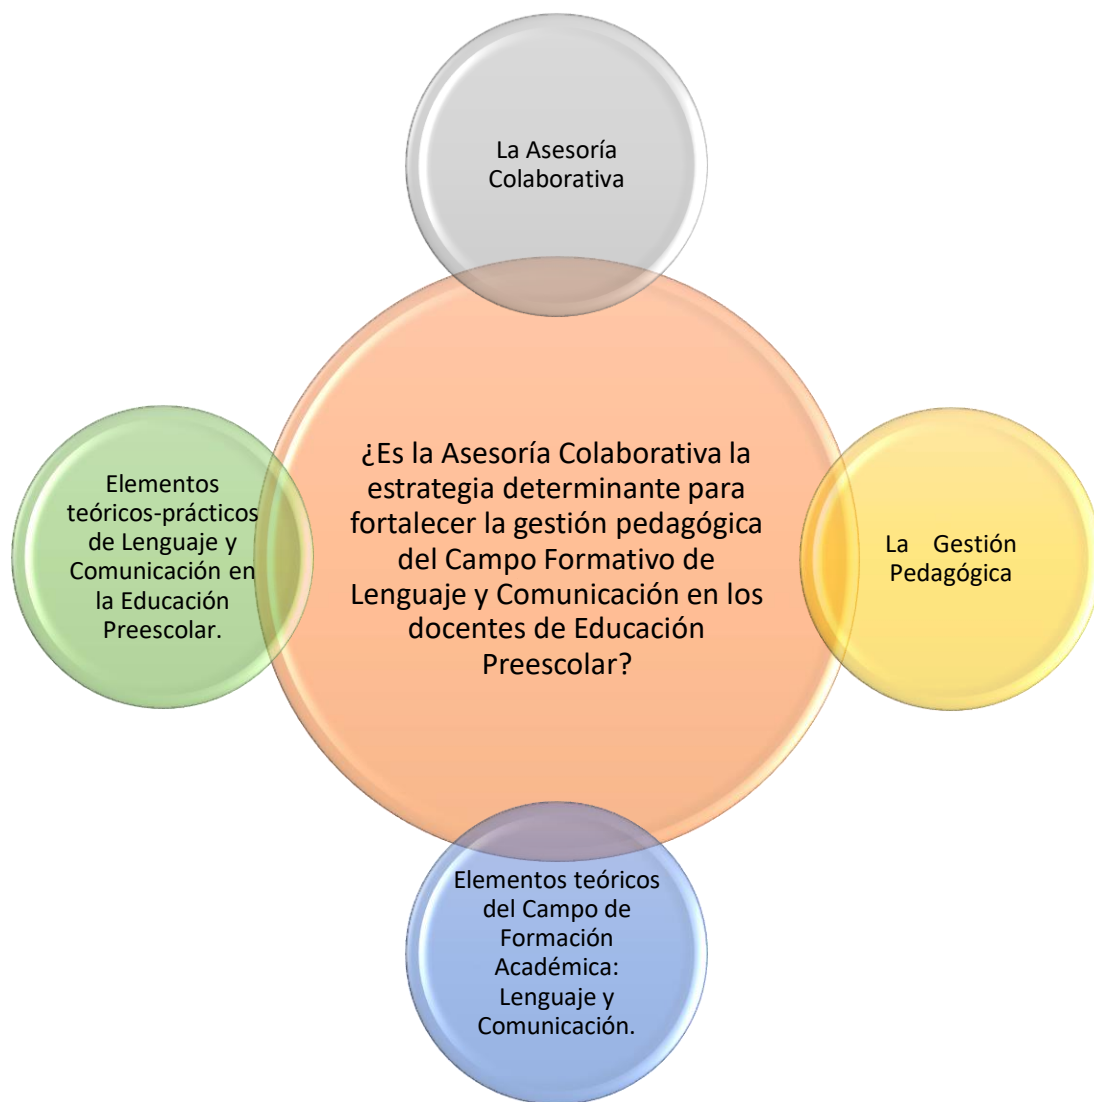 La Asesoría
Colaborativa
¿Es la Asesoría Colaborativa la
estrategia determinante para
fortalecer la gestión pedagógica
del Campo Formativo de
Lenguaje y Comunicación en los
docentes de Educación
Preescolar?
Elementos
teóricos-prácticos
de Lenguaje y
Comunicación en
la Educación
Preescolar.
La Gestión
Pedagógica
Elementos teóricos
del Campo de
Formación
Académica:
Lenguaje y
Comunicación.